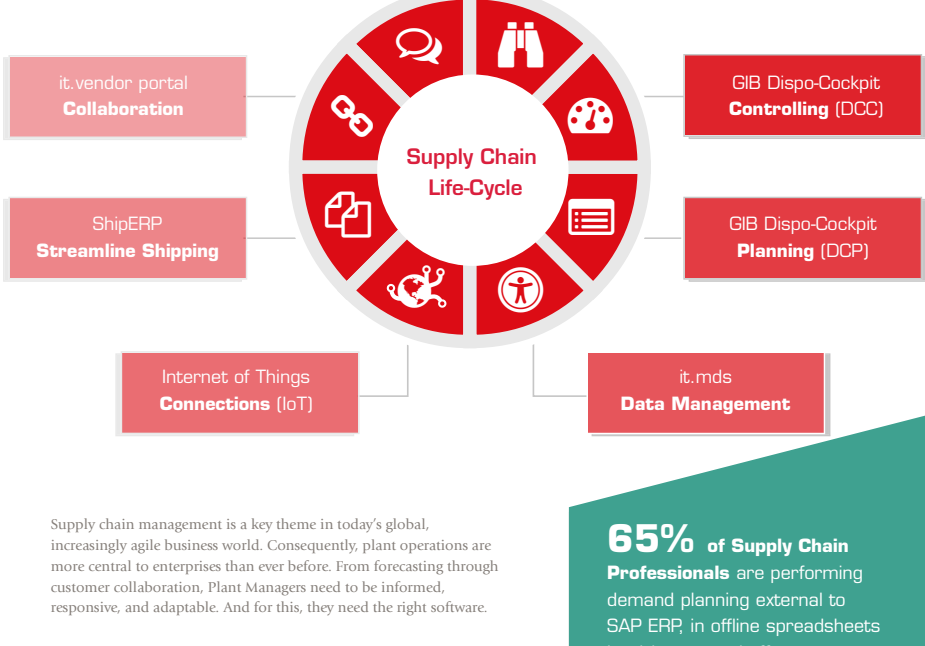 Supply Chain
Life-Cycle
it.vendor portal
Collaboration
GIB Dispo-Cockpit
Controlling (DCC)
ShipERP
Streamline Shipping
GIB Dispo-Cockpit
Planning (DCP)
Internet of Things
Connections (IoT)
it.mds
Data Management
Supply chain management is a key theme in today's global,
increasingly agile business world. Consequently, plant operations are
more central to enterprises than ever before. From forecasting through
customer collaboration, Plant Managers need to be informed,
responsive, and adaptable. And for this, they need the right software.
65% of Supply Chain
Professionals are performing
demand planning external to
SAP ERP, in offline spreadsheets